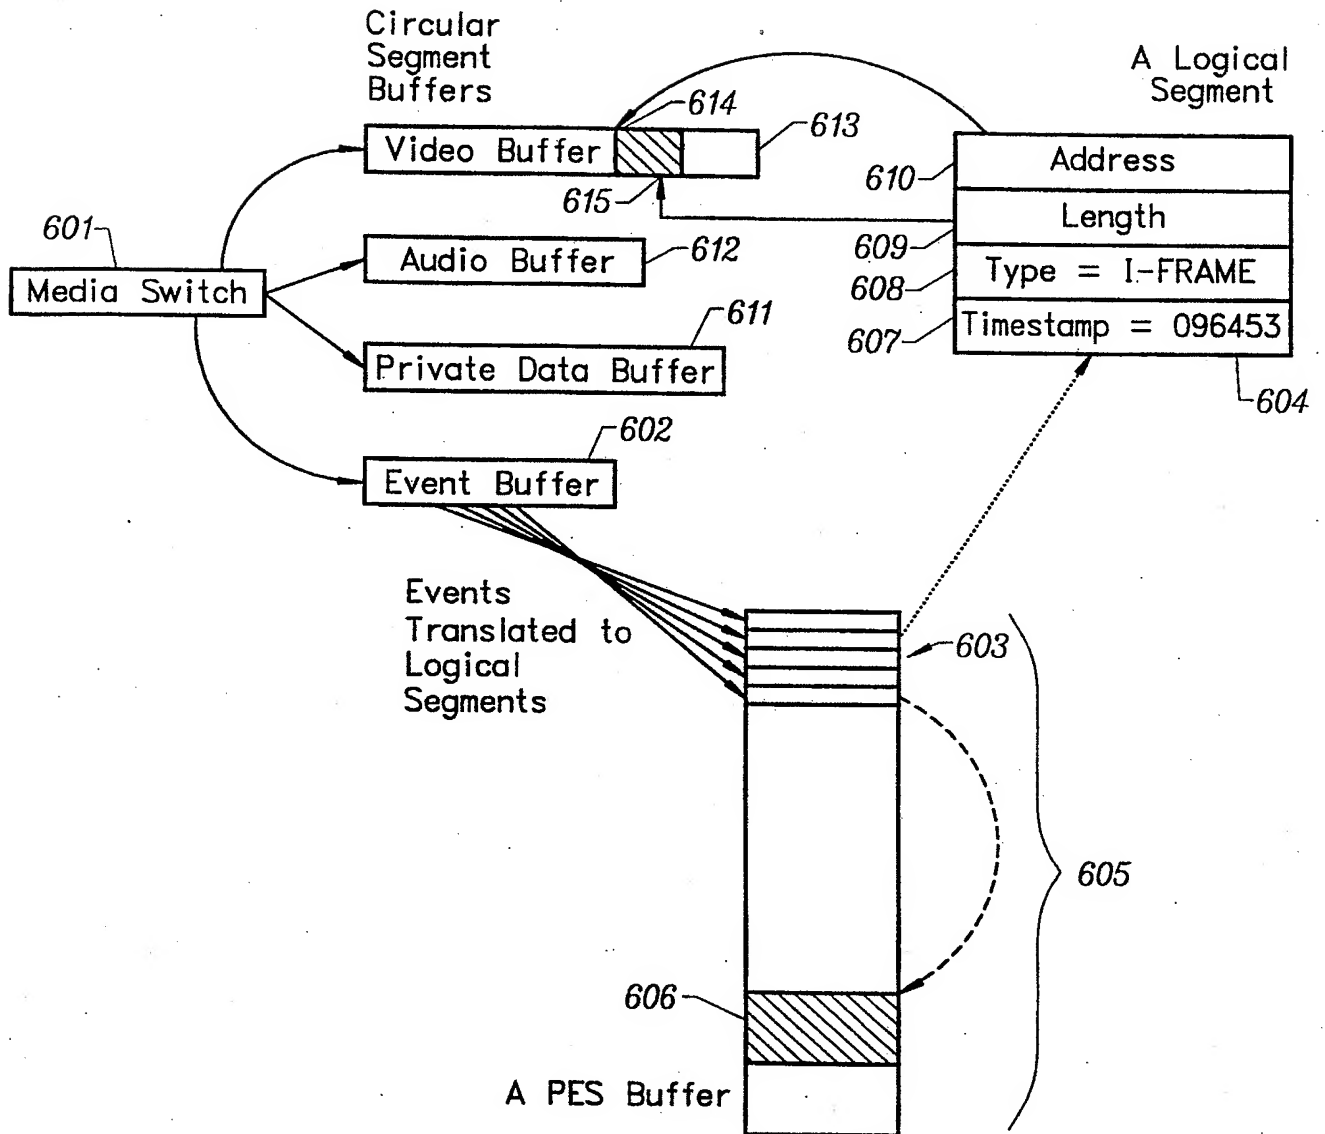 Circular
Segment
Buffers
A Logical
Segment
614
613
Video Buffer
610
Address
615
Length
609
601
Audio Buffer
612
Type = I-FRAME
608
Media Switch
611
607
Timestamp = 096453
Private Data Buffer
604
602
Event Buffer
Events
Translated to
Logical
Segments
603
605
606
A PES Buffer